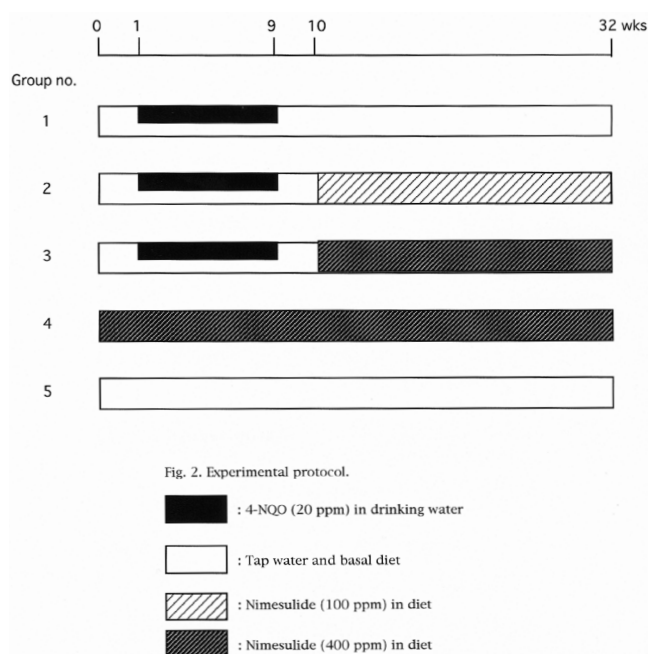 0 1 9 10 32 wks
Group no.
1
2
3
4
5
Fig. 2. Experimental protocol.
: 4-NQO (20 ppm) in drinking water
: Tap water and basal diet
: Nimesulide (100 ppm) in diet
: Nimesulide (400 ppm) in diet